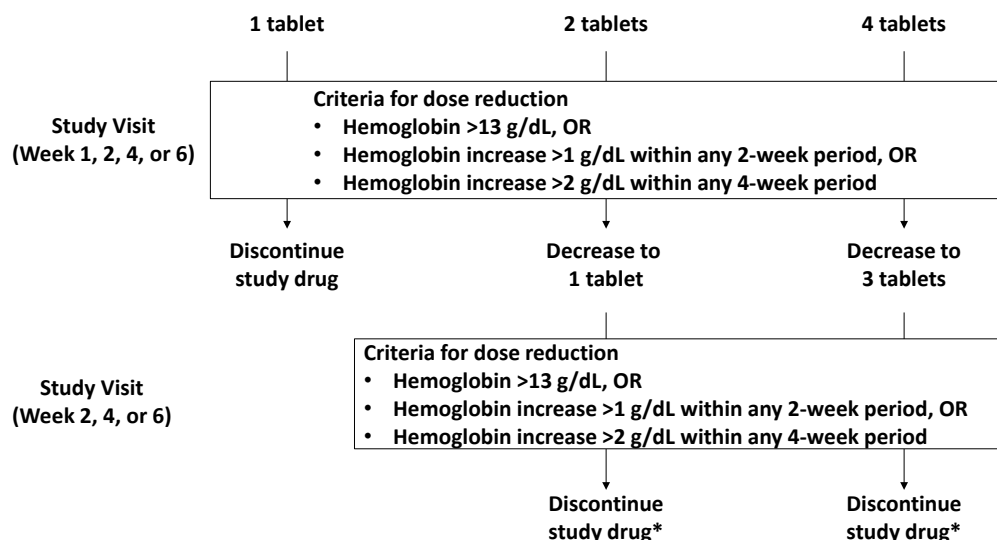 1 tablet 2 tablets 4 tablets
Criteria for dose reduction
• Hemoglobin >13 g/dL, OR
• Hemoglobin increase >1 g/dL within any 2-week period, OR
• Hemoglobin increase >2 g/dL within any 4-week period
Study Visit
(Week 1, 2, 4, or 6)
Discontinue
study drug
Decrease to
1 tablet
Decrease to
3 tablets
Criteria for dose reduction
• Hemoglobin >13 g/dL, OR
• Hemoglobin increase >1 g/dL within any 2-week period, OR
• Hemoglobin increase >2 g/dL within any 4-week period
Study Visit
(Week 2, 4, or 6)
Discontinue
study drug*
Discontinue
study drug*